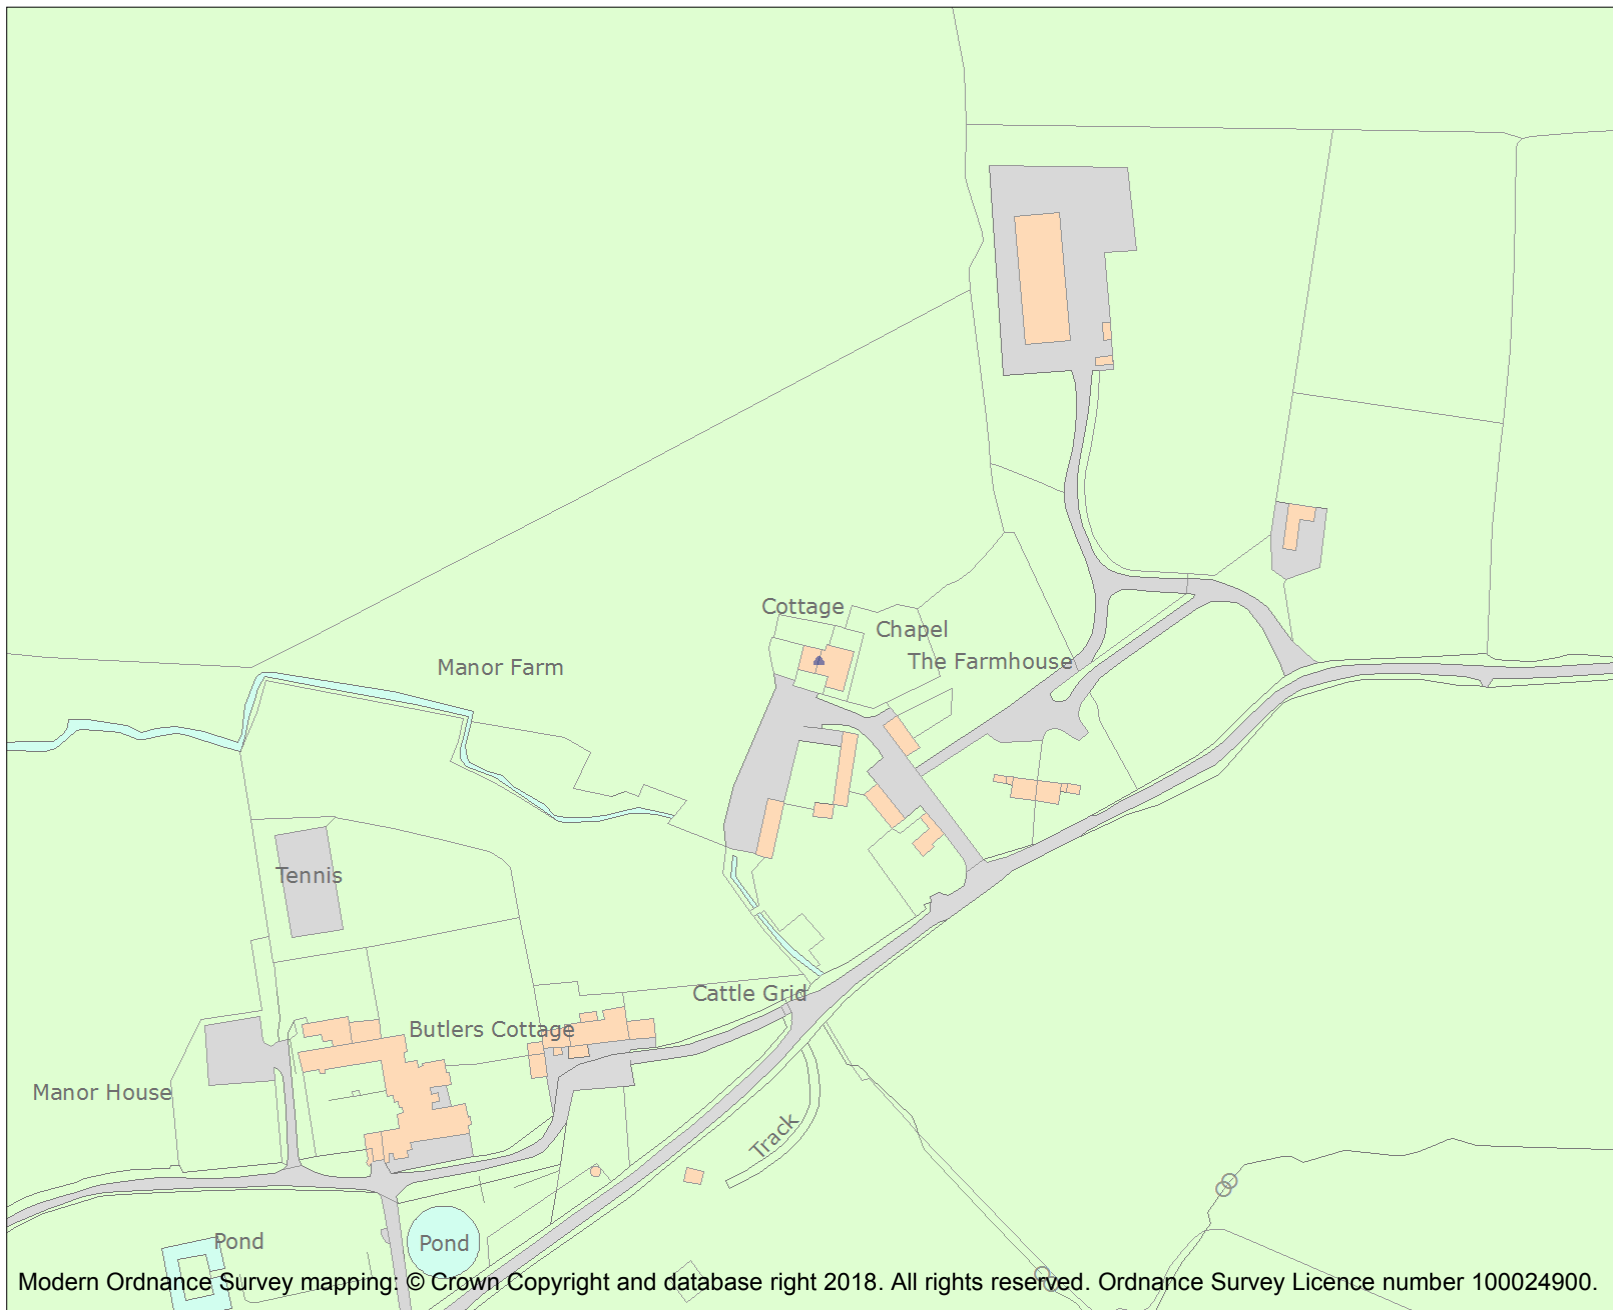 Cottage
Chapel
The Farmhouse
Manor Farm
Tennis
Cattle Grid
Butlers Cottage
Manor House
Track
Pond
Pond
Modern Ordnance Survey mapping: © Crown Copyright and database right 2018. All rights reserved. Ordnance Survey Licence number 100024900.